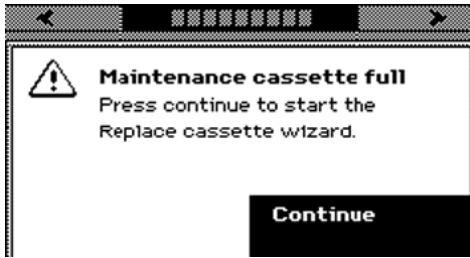 Maintenance cassette full
Press continue to start the
Replace cassette wizard.
Continue